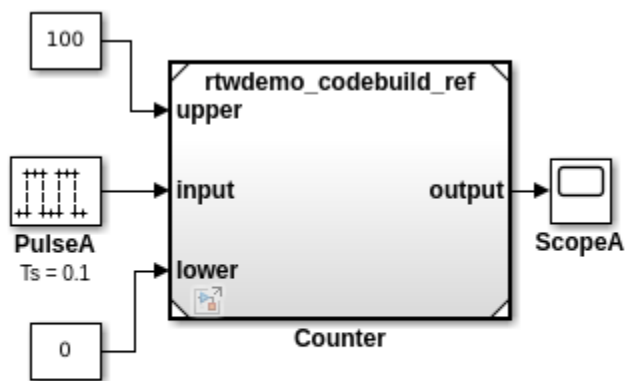 100
rtwdemo_codebuild_ref
upper
input
output
lower
PulseA
Ts = 0.1
ScopeA
0
Counter